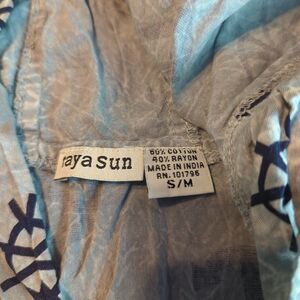 raya sun
60% COTTON
40% RAYON
MADE IN INDIA
RN. 101796
S/M